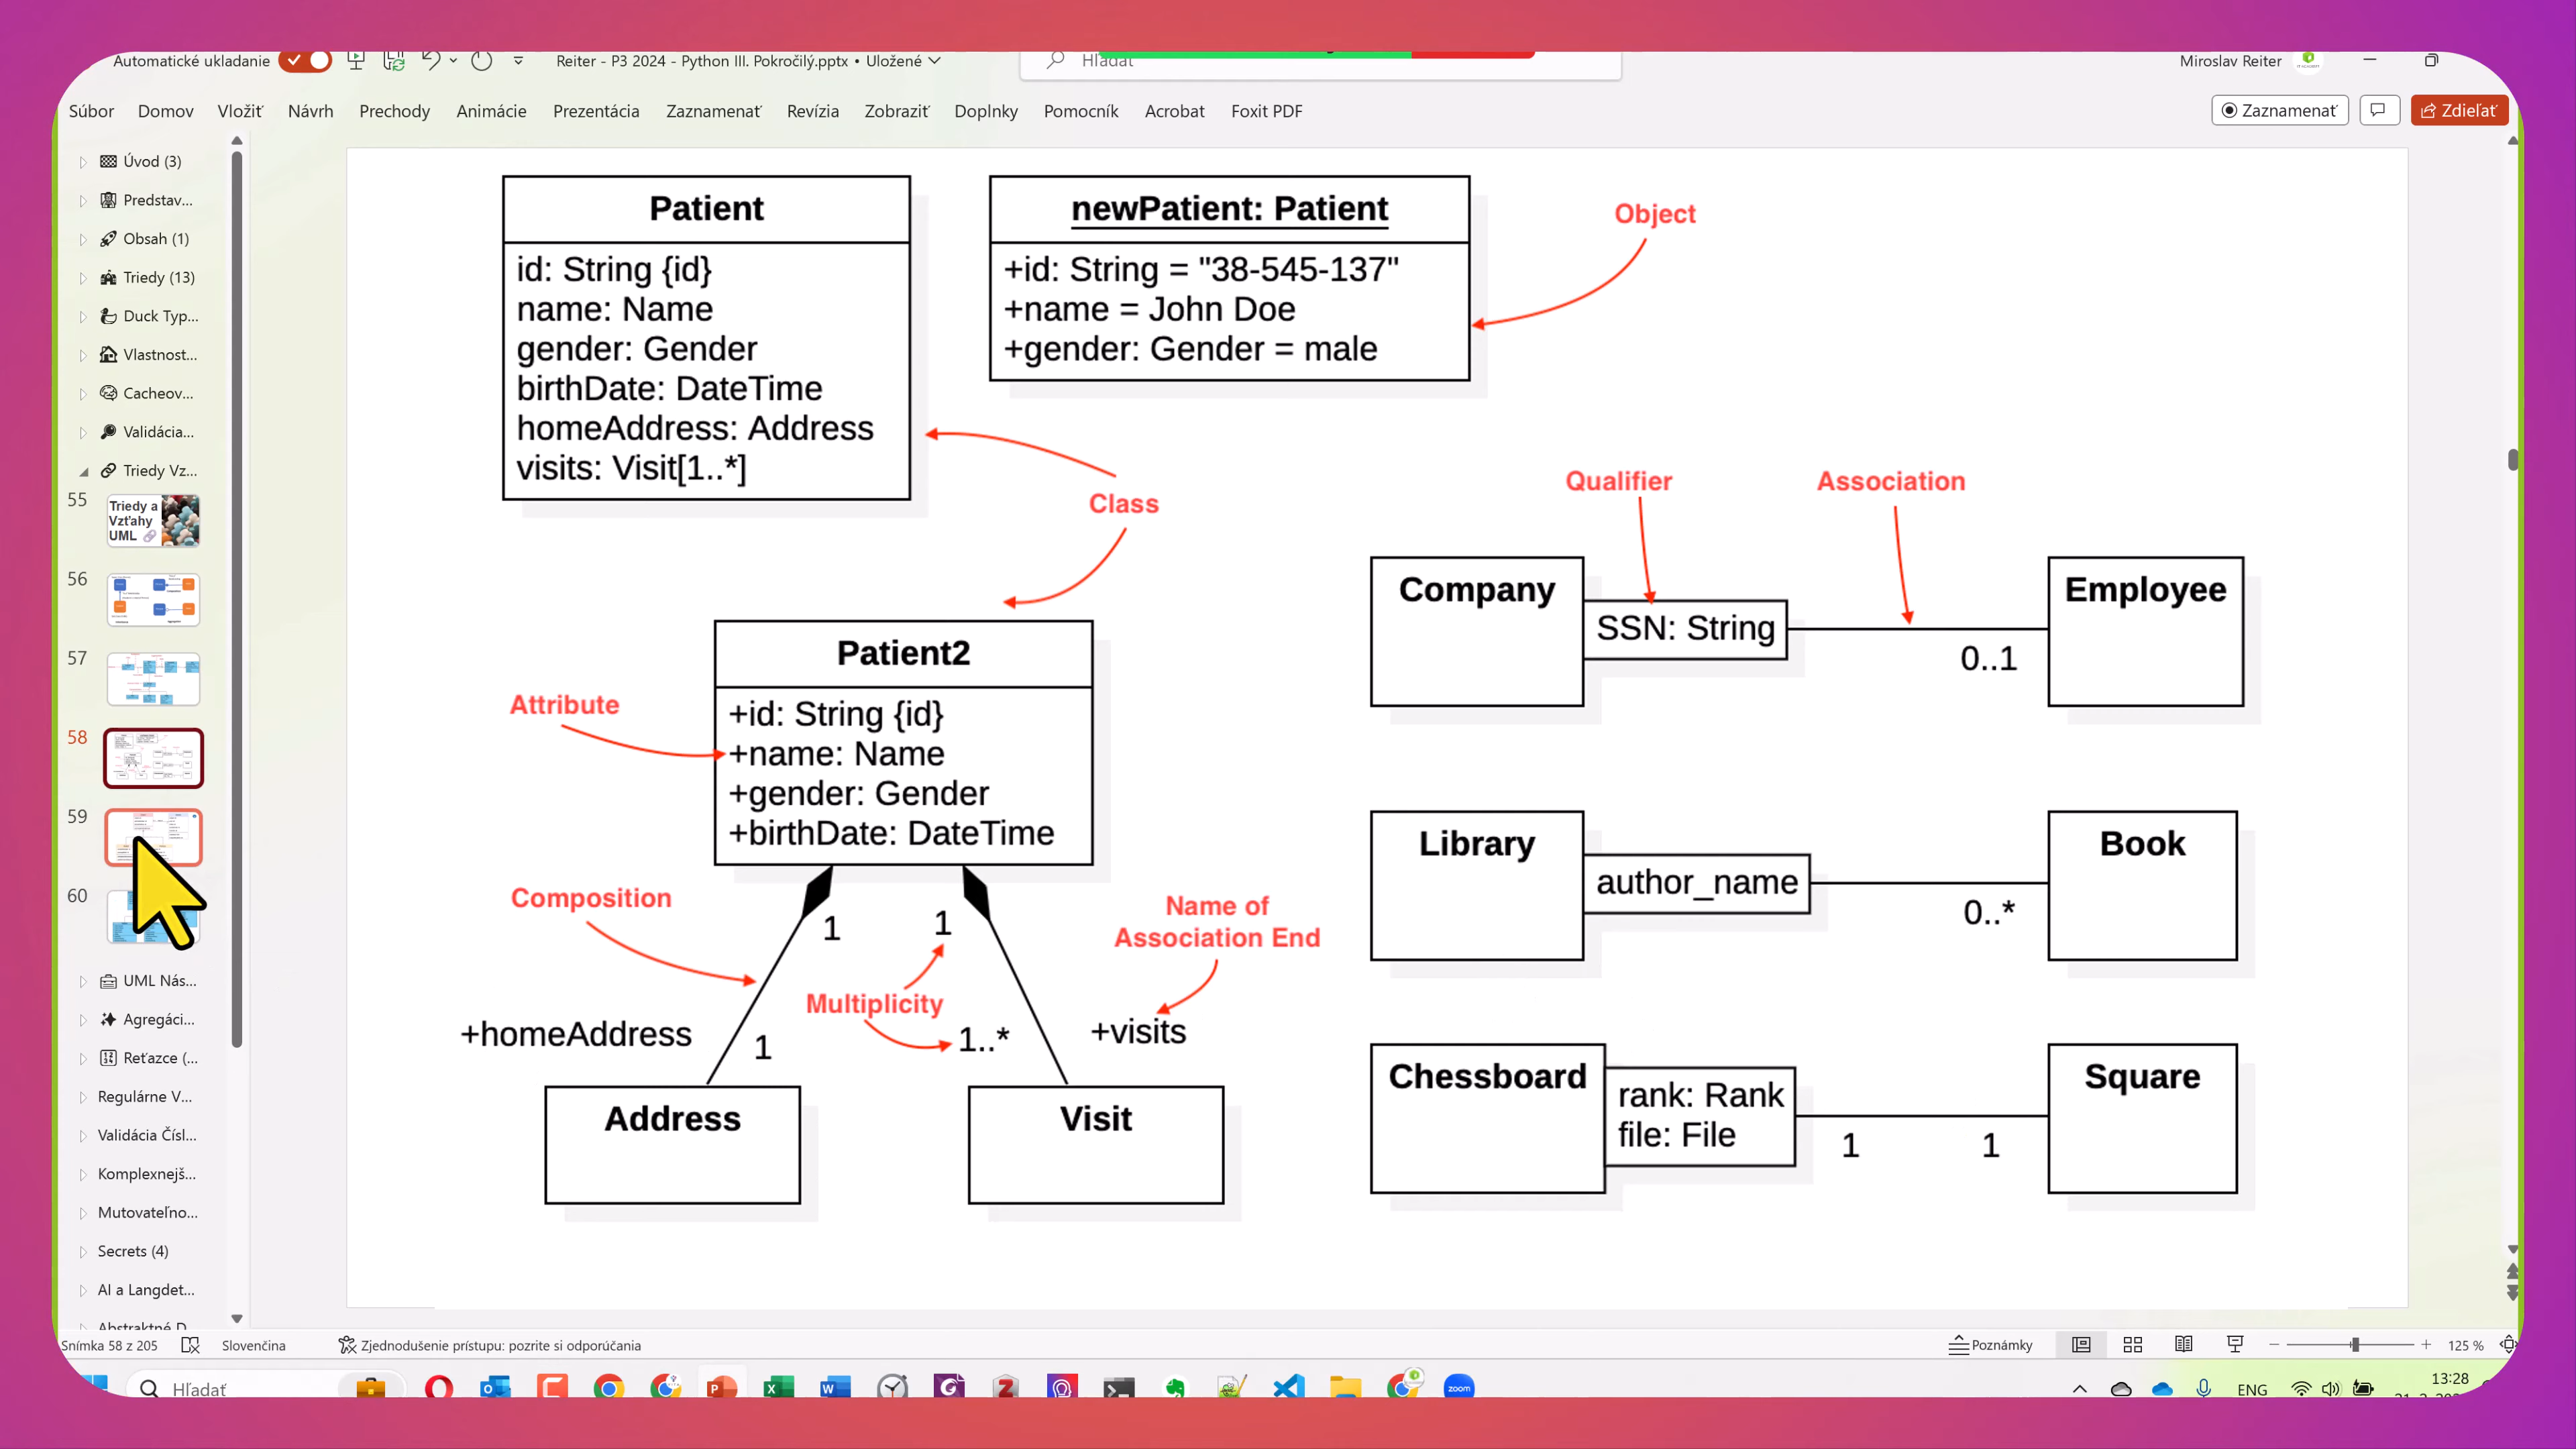 Automatické ukladanie
Reiter - P3 2024 - Python III. Pokročilý.pptx • Uložené
Hľadať
Miroslav Reiter
Súbor Domov Vložiť Návrh Prechody Animácie Prezentácia Zaznamenať Revízia Zobraziť Doplnky Pomocník Acrobat Foxit PDF
Zaznamenať
Zdieľať
Úvod (3)
Predstav...
Obsah (1)
Triedy (13)
Duck Typ...
Vlastnost...
Cacheov...
Validácia...
Triedy Vz...
55
Triedy a
Vzťahy
UML
56
57
58
59
60
UML Nás...
Agregáci...
Reťazce (...
Regulárne V...
Validácia Čísl...
Komplexnejš...
Mutovateľno...
Secrets (4)
AI a Langdet...
Patient
id: String {id}
name: Name
gender: Gender
birthDate: DateTime
homeAddress: Address
visits: Visit[1..*]
newPatient: Patient
+id: String = "38-545-137"
+name = John Doe
+gender: Gender = male
Object
Class
Patient2
+id: String {id}
+name: Name
+gender: Gender
+birthDate: DateTime
Attribute
Composition
1
1
Name of
Association End
Multiplicity
+homeAddress
1
1..*
+visits
Address
Visit
Qualifier
Association
Company
SSN: String
0..1
Employee
Library
author_name
0..*
Book
Chessboard
rank: Rank
file: File
1
1
Square
Snímka 58 z 205
Slovenčina
Zjednodušenie prístupu: pozrite si odporúčania
Poznámky
125 %
Hľadať
zoom
ENG
13:28